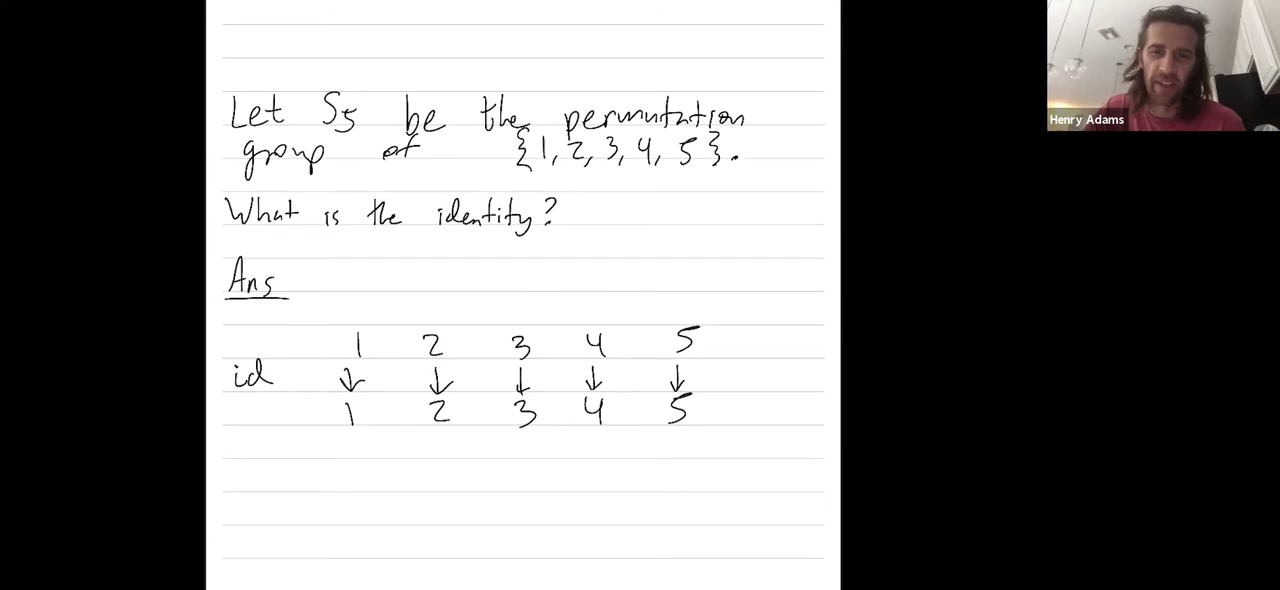 Let S5 be the permutation
group of {1, 2, 3, 4, 5}.
What is the identity?
Ans
1 2 3 4 5
id ↓ ↓ ↓ ↓ ↓
1 2 3 4 5
Henry Adams